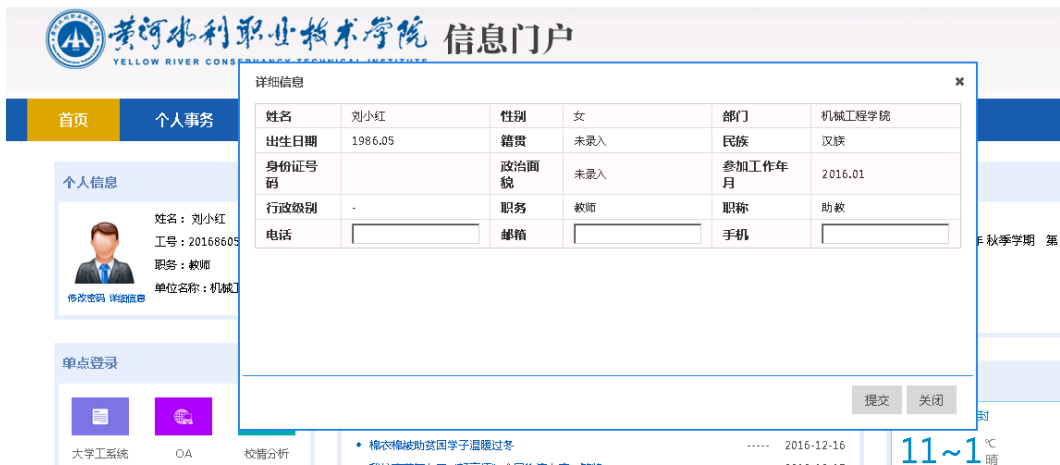 黄河水利职业技术学院 信息门户
YELLOW RIVER CONSERVANCY TECHNICAL INSTITUTE
首页 个人事务
详细信息 ×
姓名 刘小红 性别 女 部门 机械工程学院
出生日期 1986.05 籍贯 未录入 民族 汉族
身份证号码 政治面貌 未录入 参加工作年月 2016.01
行政级别 - 职务 教师 职称 助教
电话 邮箱 手机
提交 关闭
个人信息
姓名：刘小红
工号：20168605
职务：教师
单位名称：机械工
修改密码 详细信息
年 秋季学期 第
单点登录
大学工系统 OA 校情分析
棉衣棉被助贫困学子温暖过冬 ----- 2016-12-16
封
11～1 ℃
晴